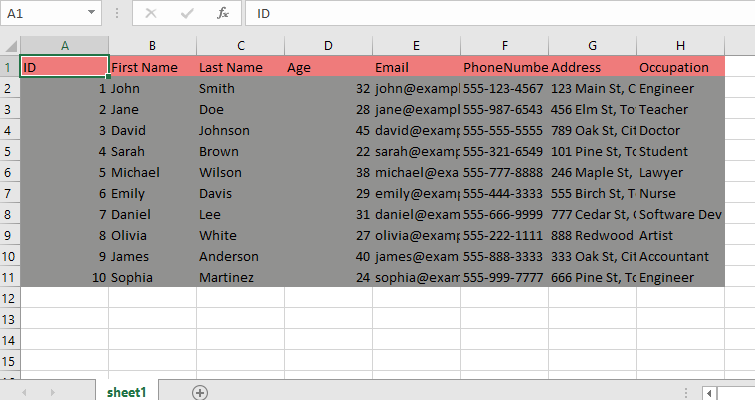 A1 fx ID
A B C D E F G H
1 ID First Name Last Name Age Email PhoneNumbe Address Occupation
2 1 John Smith 32 john@exampl 555-123-4567 123 Main St, C Engineer
3 2 Jane Doe 28 jane@exampl 555-987-6543 456 Elm St, To Teacher
4 3 David Johnson 45 david@examp 555-555-5555 789 Oak St, Cit Doctor
5 4 Sarah Brown 22 sarah@examp 555-321-6549 101 Pine St, To Student
6 5 Michael Wilson 38 michael@exa 555-777-8888 246 Maple St, Lawyer
7 6 Emily Davis 29 emily@examp 555-444-3333 555 Birch St, T Nurse
8 7 Daniel Lee 31 daniel@exam 555-666-9999 777 Cedar St, Software Dev
9 8 Olivia White 27 olivia@exam 555-222-1111 888 Redwood Artist
10 9 James Anderson 40 james@exam 555-888-3333 333 Oak St, Cit Accountant
11 10 Sophia Martinez 24 sophia@exam 555-999-7777 666 Pine St, To Engineer
12
13
14
15
sheet1